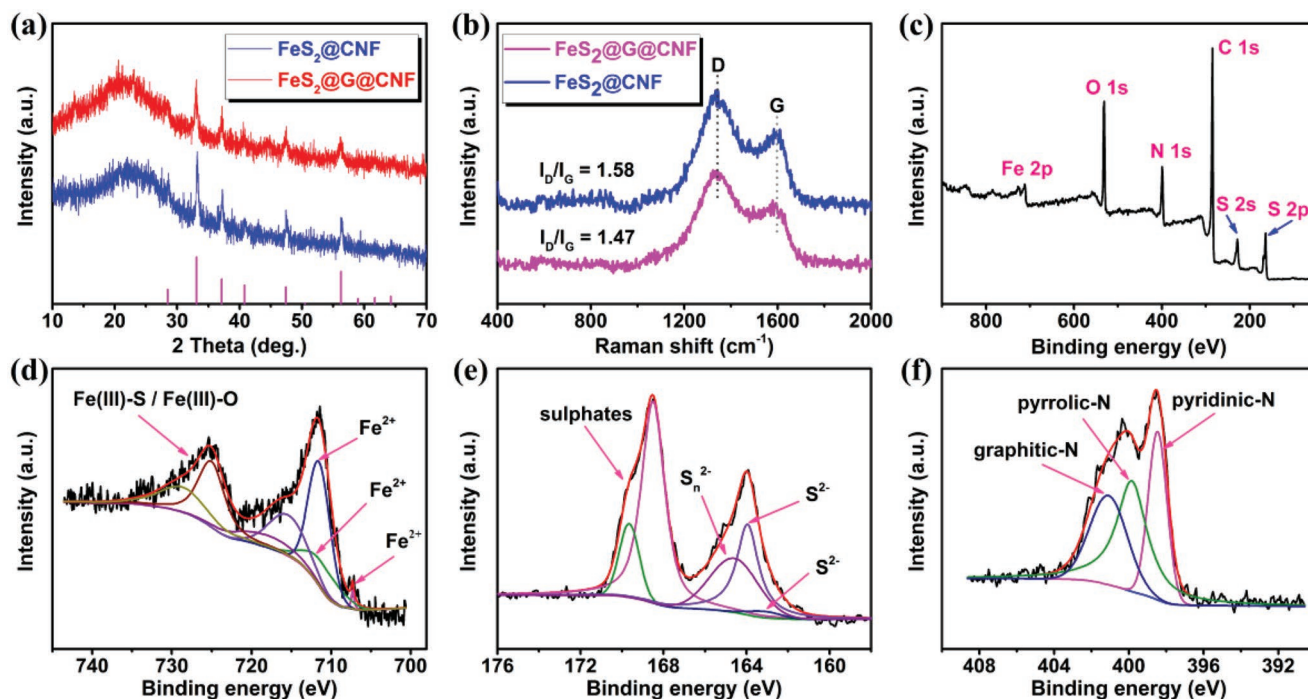 (a)
FeS₂@CNF
FeS₂@G@CNF
Intensity (a.u.)
10 20 30 40 50 60 70
2 Theta (deg.)
(b)
FeS₂@G@CNF
FeS₂@CNF
D
G
I_D/I_G = 1.58
I_D/I_G = 1.47
Intensity (a.u.)
400 800 1200 1600 2000
Raman shift (cm⁻¹)
(c)
C 1s
O 1s
N 1s
Fe 2p
S 2s
S 2p
Intensity (a.u.)
800 600 400 200
Binding energy (eV)
(d)
Fe(III)-S / Fe(III)-O
Fe²⁺
Fe²⁺
Fe²⁺
Intensity (a.u.)
740 730 720 710 700
Binding energy (eV)
(e)
sulphates
Sₙ²⁻
S²⁻
S²⁻
Intensity (a.u.)
176 172 168 164 160
Binding energy (eV)
(f)
pyrrolic-N
pyridinic-N
graphitic-N
Intensity (a.u.)
408 404 400 396 392
Binding energy (eV)